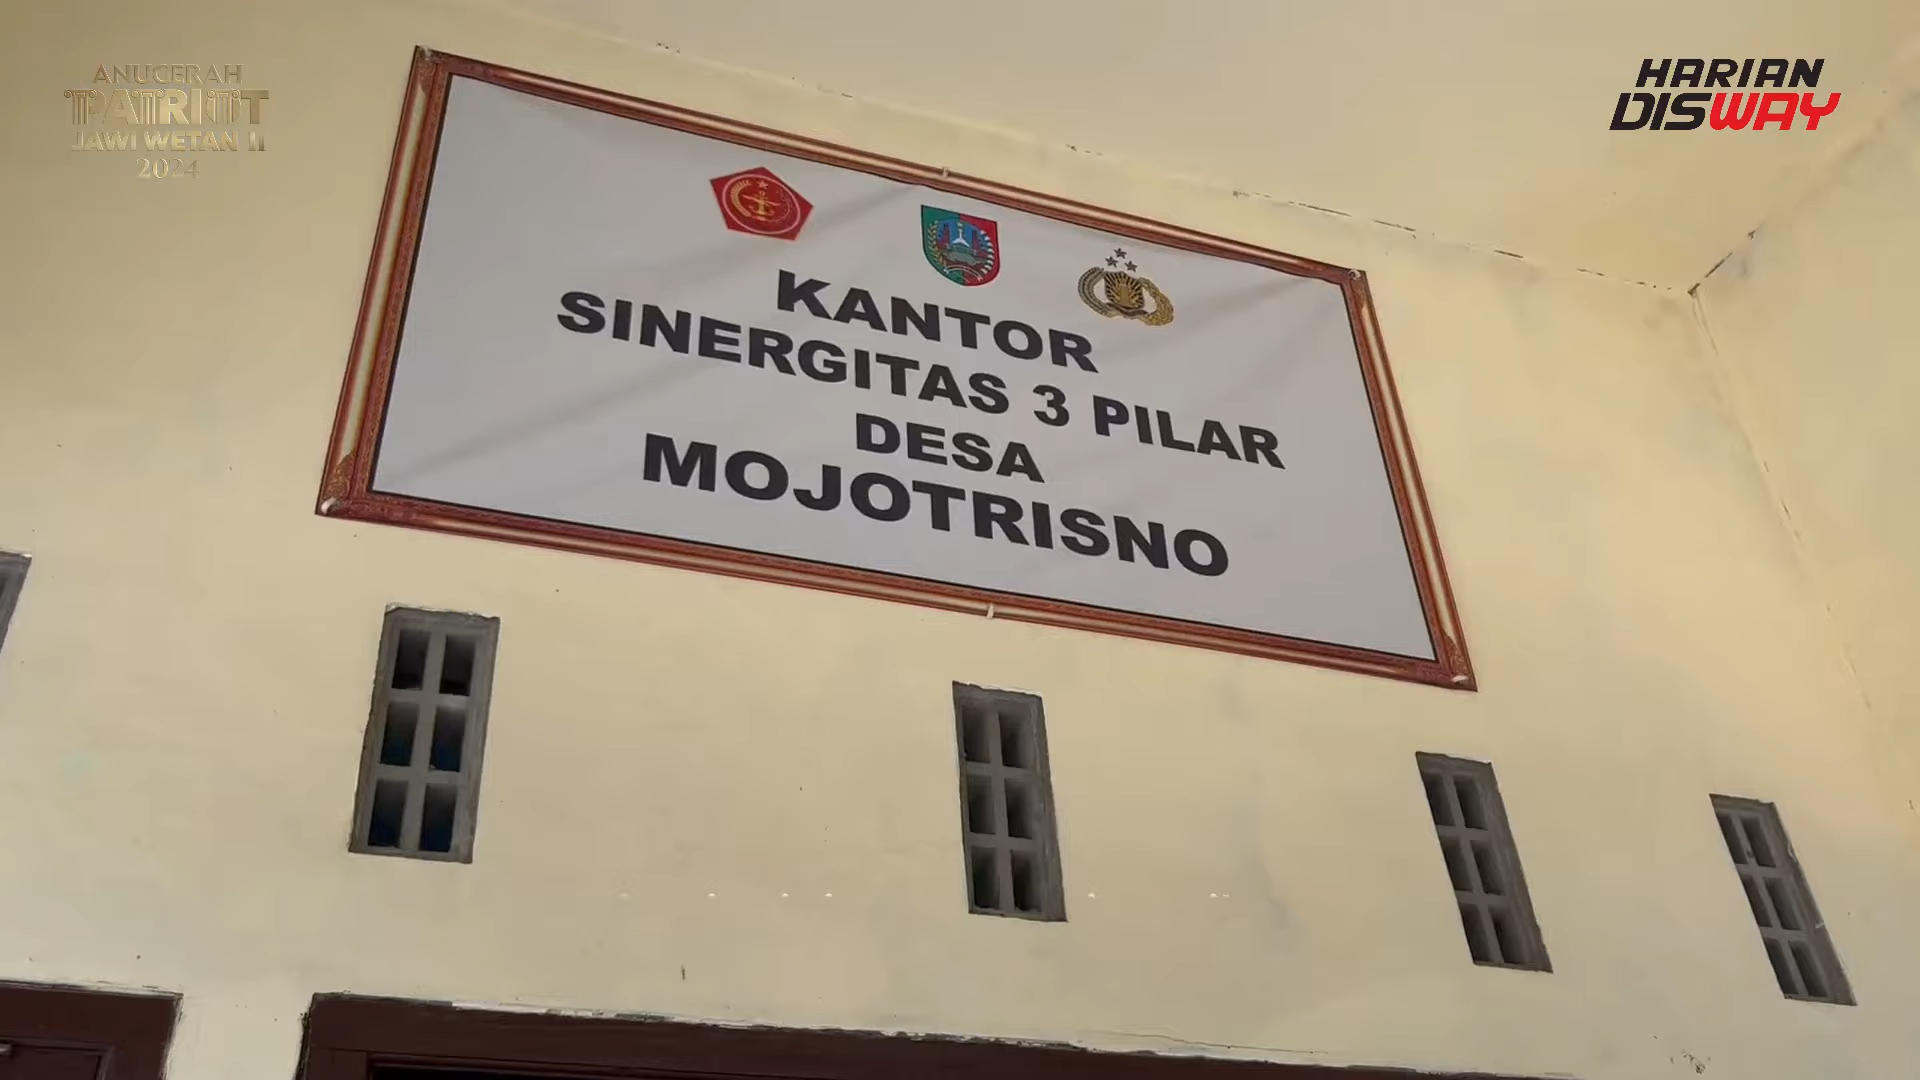 ANUGERAH
PATRIOT
JAWI WETAN II
2024
HARIAN
DISWAY
KANTOR
SINERGITAS 3 PILAR
DESA
MOJOTRISNO